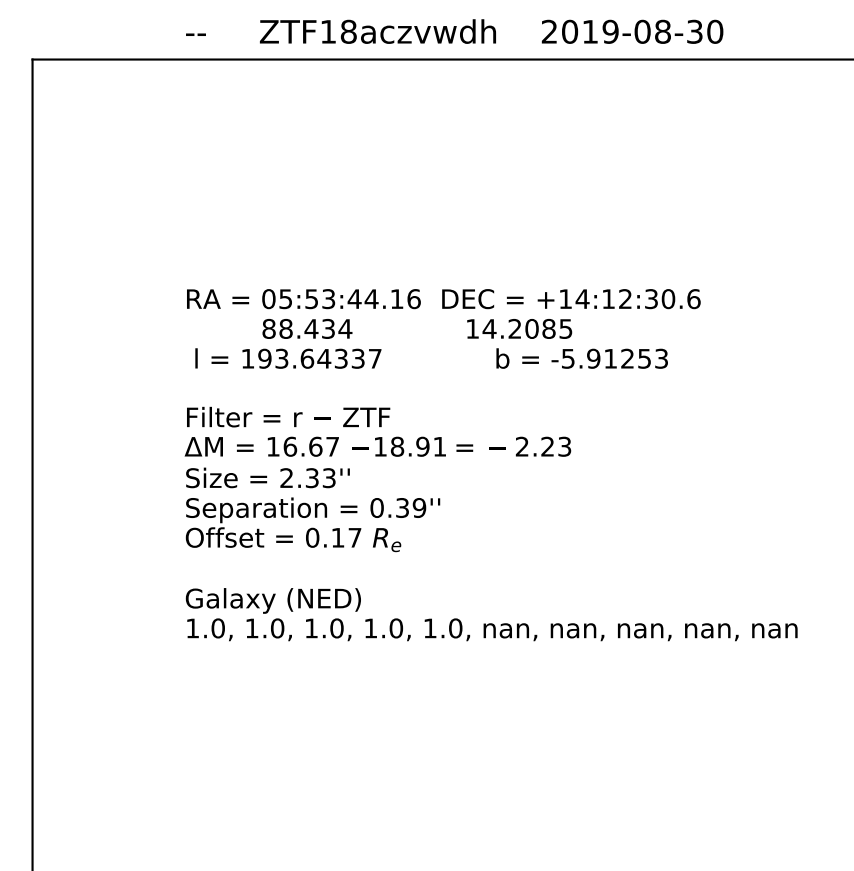 -- ZTF18aczvwdh 2019-08-30
RA = 05:53:44.16 DEC = +14:12:30.6
88.434 14.2085
l = 193.64337 b = -5.91253
Filter = r − ZTF
ΔM = 16.67 −18.91 = − 2.23
Size = 2.33''
Separation = 0.39''
Offset = 0.17 Rₑ
Galaxy (NED)
1.0, 1.0, 1.0, 1.0, 1.0, nan, nan, nan, nan, nan